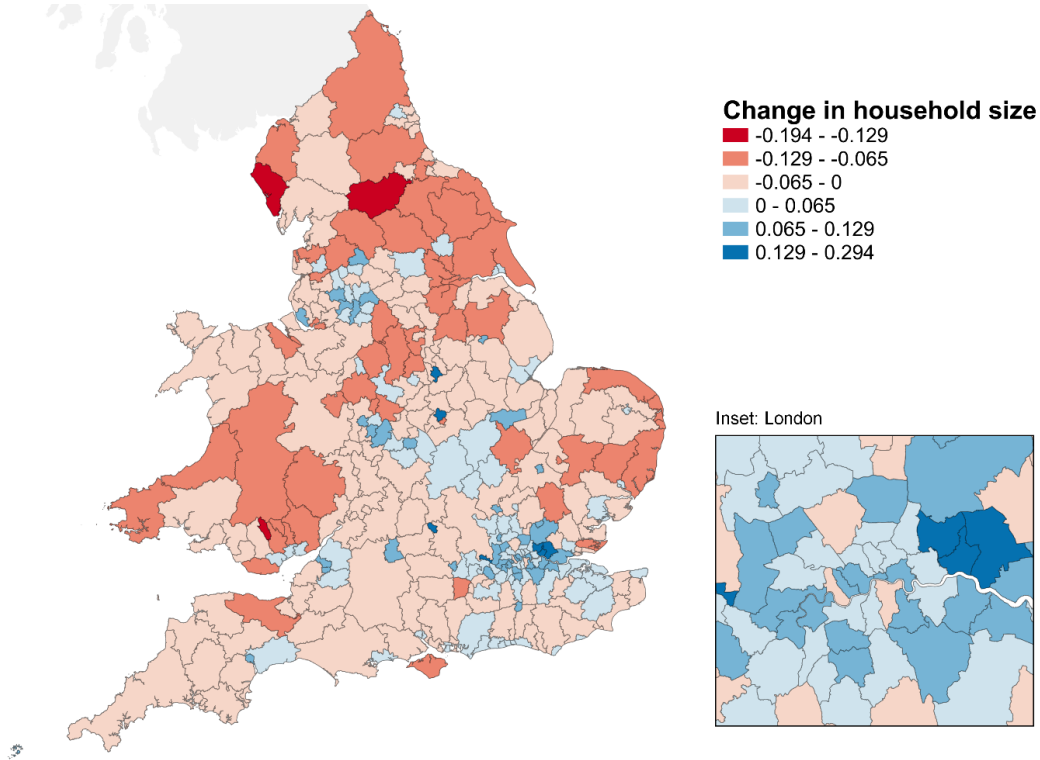 Change in household size
-0.194 - -0.129
-0.129 - -0.065
-0.065 - 0
0 - 0.065
0.065 - 0.129
0.129 - 0.294
Inset: London